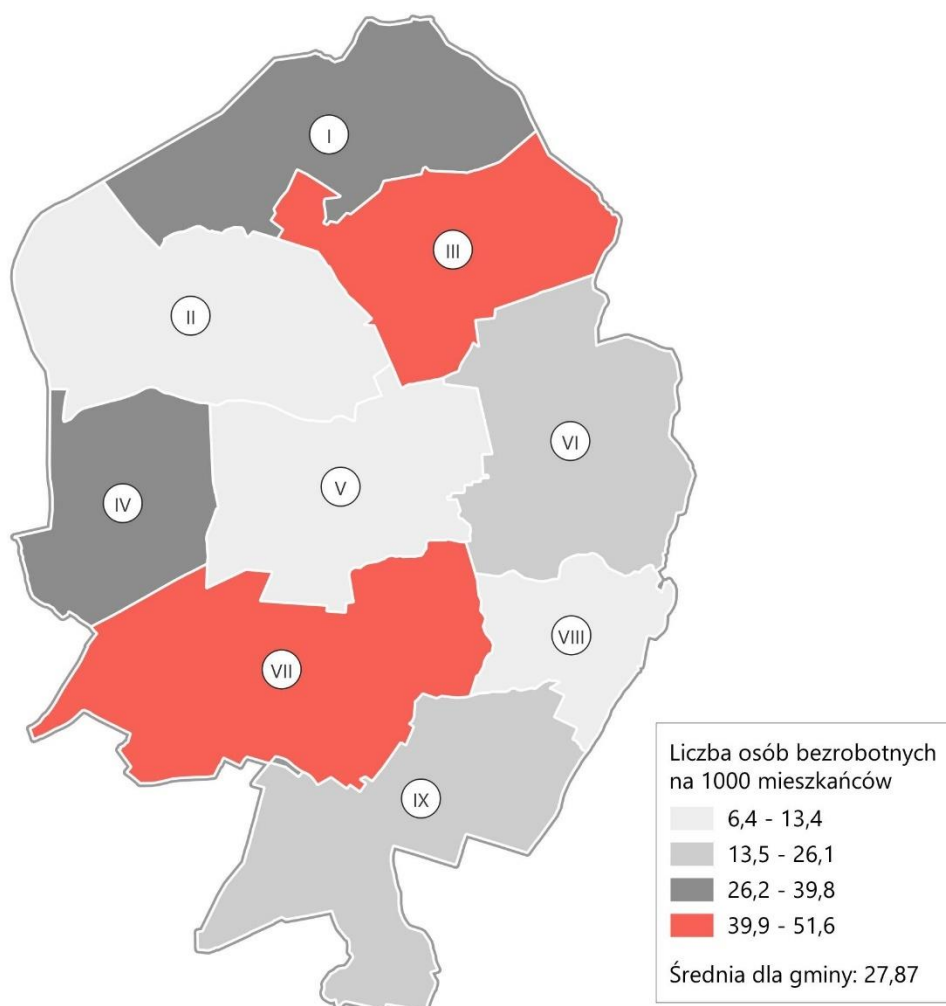 I
III
II
VI
V
IV
VIII
VII
IX
Liczba osób bezrobotnych
na 1000 mieszkańców
6,4 - 13,4
13,5 - 26,1
26,2 - 39,8
39,9 - 51,6
Średnia dla gminy: 27,87